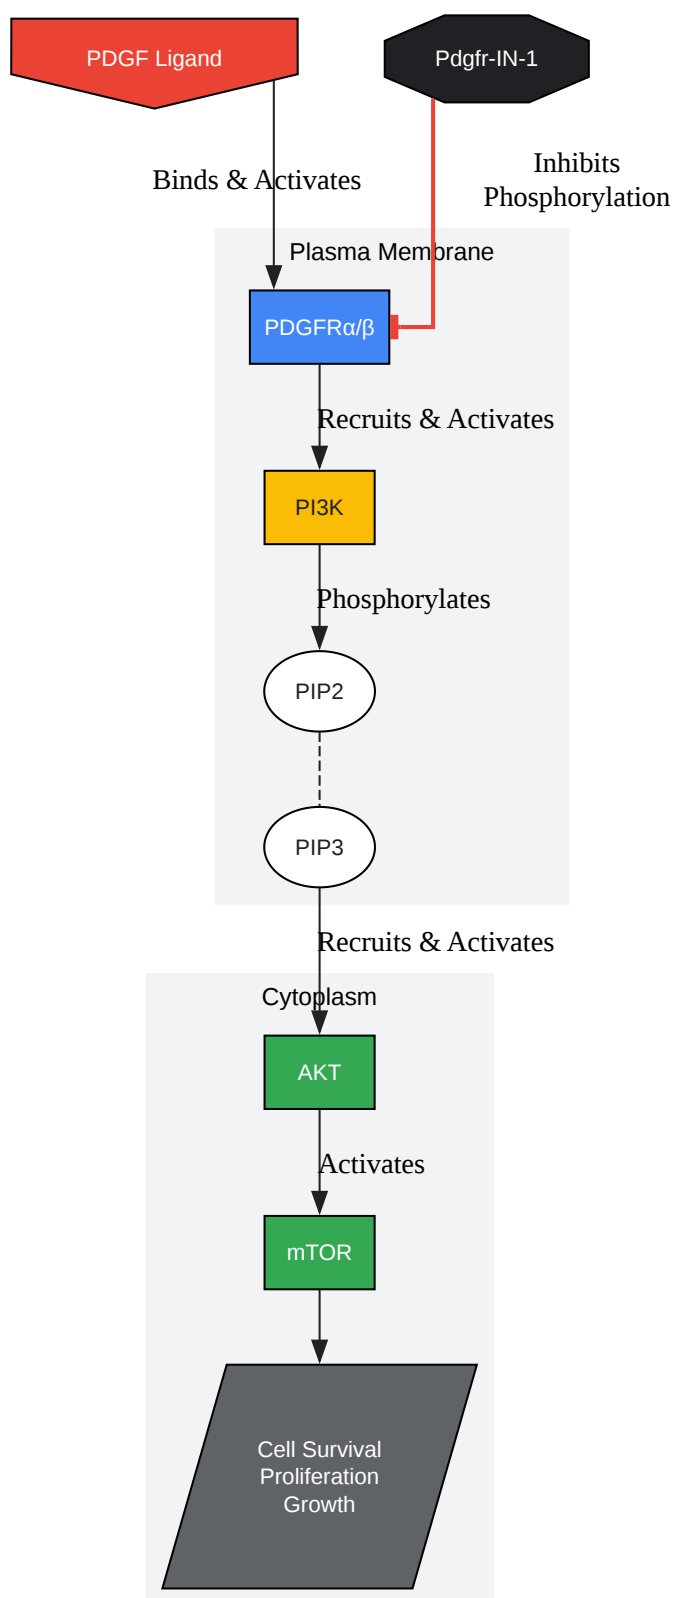 PDGF Ligand
Pdgfr-IN-1
Binds & Activates
Inhibits
Phosphorylation
Plasma Membrane
PDGFRα/β
Recruits & Activates
PI3K
Phosphorylates
PIP2
PIP3
Recruits & Activates
Cytoplasm
AKT
Activates
mTOR
Cell Survival
Proliferation
Growth